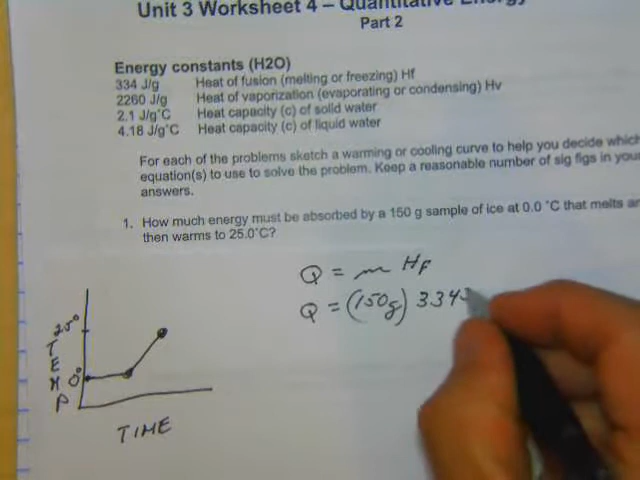 Unit 3 Worksheet 4 – Quantitative Energy
Part 2
Energy constants (H2O)
334 J/g Heat of fusion (melting or freezing) Hf
2260 J/g Heat of vaporization (evaporating or condensing) Hv
2.1 J/g°C Heat capacity (c) of solid water
4.18 J/g°C Heat capacity (c) of liquid water
For each of the problems sketch a warming or cooling curve to help you decide which
equation(s) to use to solve the problem. Keep a reasonable number of sig figs in your
answers.
1. How much energy must be absorbed by a 150 g sample of ice at 0.0 °C that melts
then warms to 25.0°C?
Q = m HF
Q = (150g) 334
25°
TEMP
0°
TIME